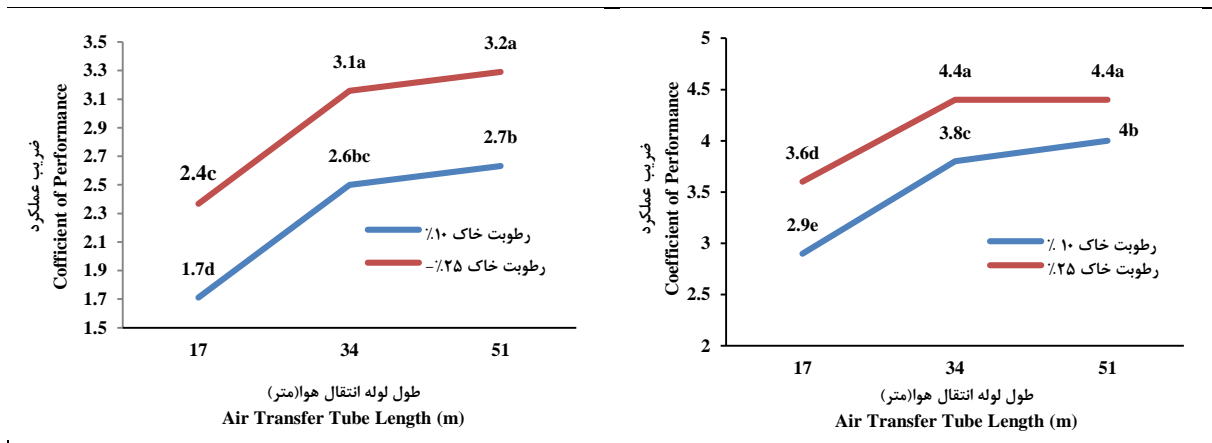 ضریب عملکرد
Cofficient of Performance
3.5
3.3
3.1
2.9
2.7
2.5
2.3
2.1
1.9
1.7
1.5
2.4c
3.1a
3.2a
1.7d
2.6bc
2.7b
رطوبت خاک ۱۰٪
رطوبت خاک ۲۵٪-
17 34 51
طول لوله انتقال هوا(متر)
Air Transfer Tube Length (m)
ضریب عملکرد
Coefficient of Performance
5
4.5
4
3.5
3
2.5
2
3.6d
4.4a
4.4a
2.9e
3.8c
4b
رطوبت خاک ۱۰ ٪
رطوبت خاک ۲۵٪
17 34 51
طول لوله انتقال هوا(متر)
Air Transfer Tube Length (m)